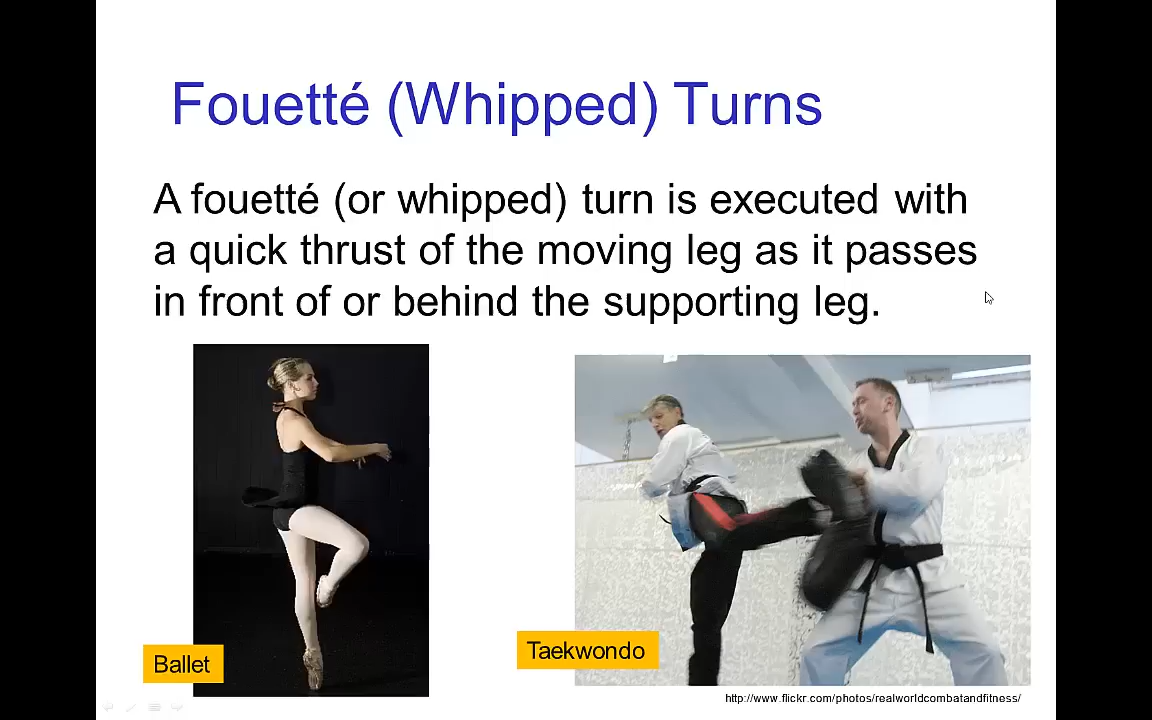 Fouetté (Whipped) Turns
A fouetté (or whipped) turn is executed with
a quick thrust of the moving leg as it passes
in front of or behind the supporting leg.
Ballet
Taekwondo
http://www.flickr.com/photos/realworldcombatandfitness/